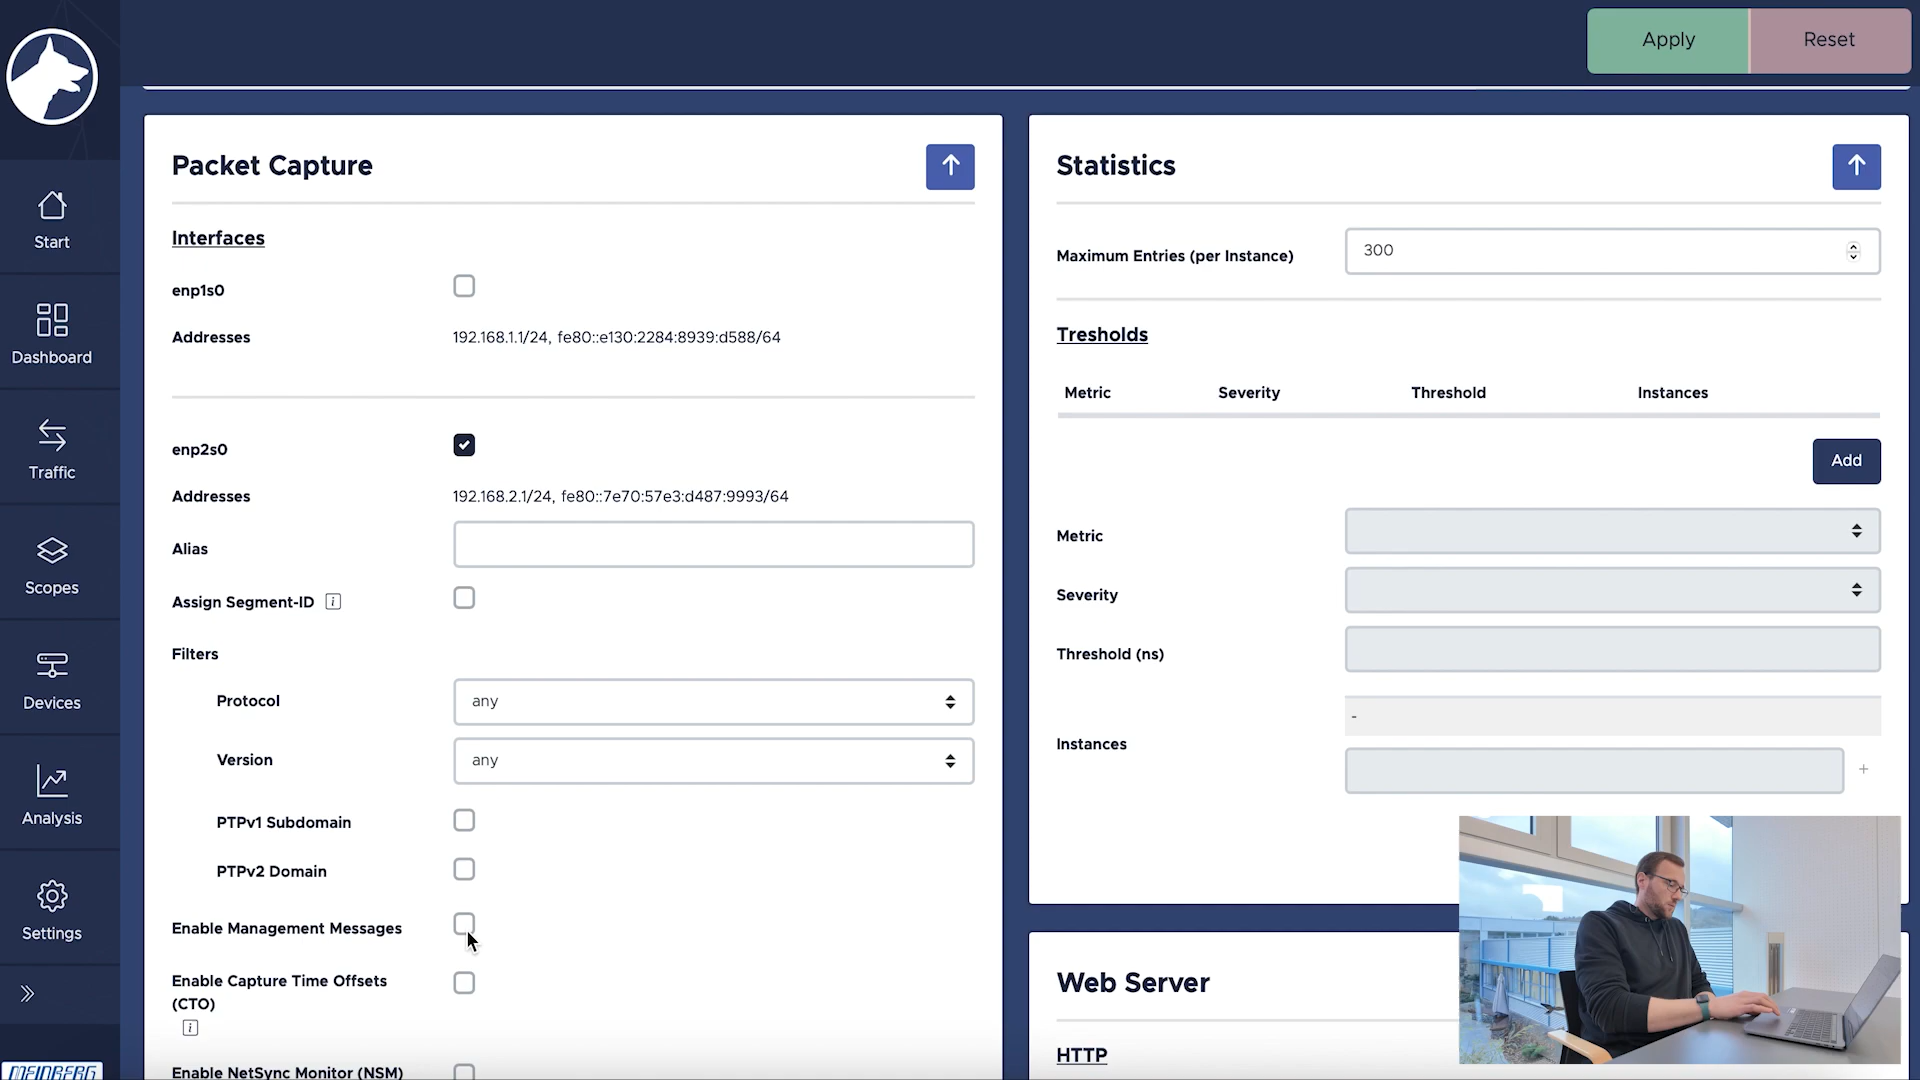 Apply
Reset
Start
Dashboard
Traffic
Scopes
Devices
Analysis
Settings
MEINBERG
Packet Capture
Interfaces
enp1s0
Addresses
192.168.1.1/24, fe80::e130:2284:8939:d588/64
enp2s0
Addresses
192.168.2.1/24, fe80::7e70:57e3:d487:9993/64
Alias
Assign Segment-ID i
Filters
Protocol
any
Version
any
PTPv1 Subdomain
PTPv2 Domain
Enable Management Messages
Enable Capture Time Offsets
(CTO)
i
Enable NetSync Monitor (NSM)
Statistics
Maximum Entries (per Instance)
300
Tresholds
Metric Severity Threshold Instances
Add
Metric
Severity
Threshold (ns)
-
Instances
+
Web Server
HTTP